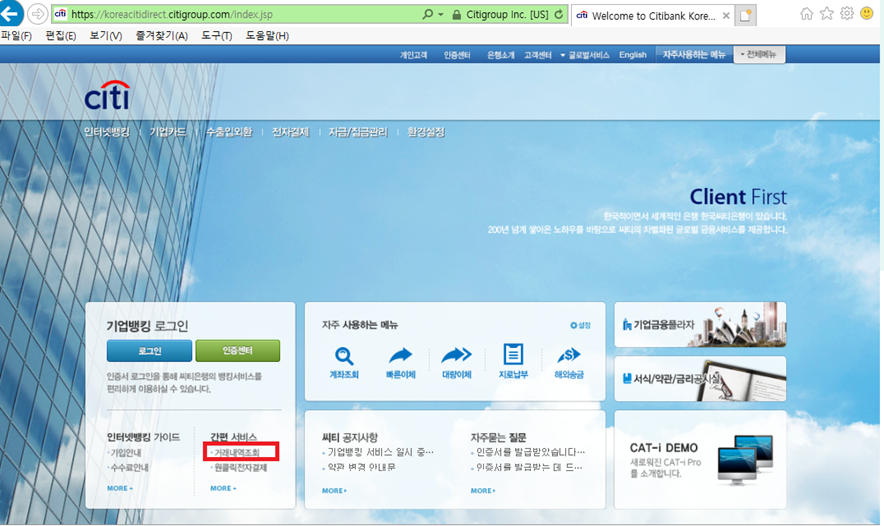 https://koreacitidirect.citigroup.com/index.jsp
Citigroup Inc. [US]
citi Welcome to Citibank Kore...
파일(F) 편집(E) 보기(V) 즐겨찾기(A) 도구(T) 도움말(H)
개인고객 인증센터 은행소개 고객센터 글로벌서비스 English 자주사용하는 메뉴 전체메뉴
citi
인터넷뱅킹 기업카드 수출입외환 전자결제 자금/집금관리 환경설정
Client First
한국적이면서 세계적인 은행 한국씨티은행이 있습니다.
200년 넘게 쌓아온 노하우를 바탕으로 씨티의 차별화된 글로벌 금융서비스를 제공합니다.
기업뱅킹 로그인
로그인 인증센터
인증서 로그인을 통해 씨티은행의 뱅킹서비스를
편리하게 이용하실 수 있습니다.
인터넷뱅킹 가이드
· 가입안내
· 수수료안내
MORE +
간편 서비스
· 거래내역조회
· 원클릭전자결제
MORE +
자주 사용하는 메뉴
설정
계좌조회 빠른이체 대량이체 지로납부 해외송금
씨티 공지사항
· 기업뱅킹 서비스 일시 중…
· 약관 변경 안내문
MORE+
자주묻는 질문
· 인증서를 발급받았습니다…
· 인증서를 발급받는 데 드…
MORE+
기업금융플라자
서식/약관/금리공시실
CAT-i DEMO
새로워진 CAT-i Pro
를 소개합니다.